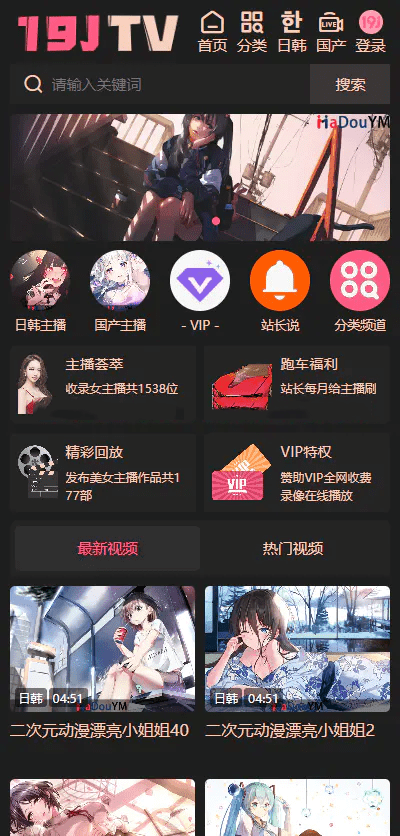 19J TV
首页 分类 日韩 国产 登录
请输入关键词 搜索
MaDouYM
日韩主播 国产主播 - VIP - 站长说 分类频道
主播荟萃
收录女主播共1538位
跑车福利
站长每月给主播刷
精彩回放
发布美女主播作品共1
77部
VIP特权
赞助VIP全网收费
录像在线播放
最新视频 热门视频
日韩 04:51
日韩 04:51
二次元动漫漂亮小姐姐40
二次元动漫漂亮小姐姐2